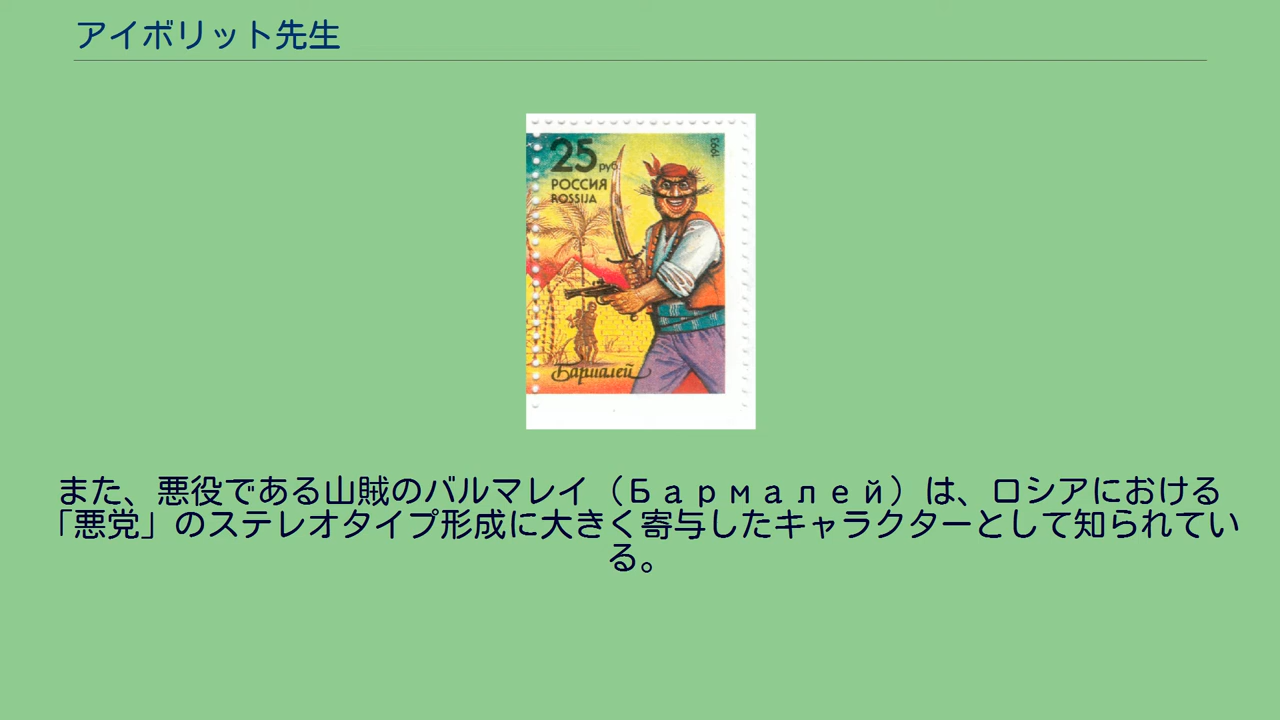 アイボリット先生
25 руб.
РОССИЯ
ROSSIJA
1993
Бармалей
また、悪役である山賊のバルマレイ（Бармалей）は、ロシアにおける
「悪党」のステレオタイプ形成に大きく寄与したキャラクターとして知られてい
る。